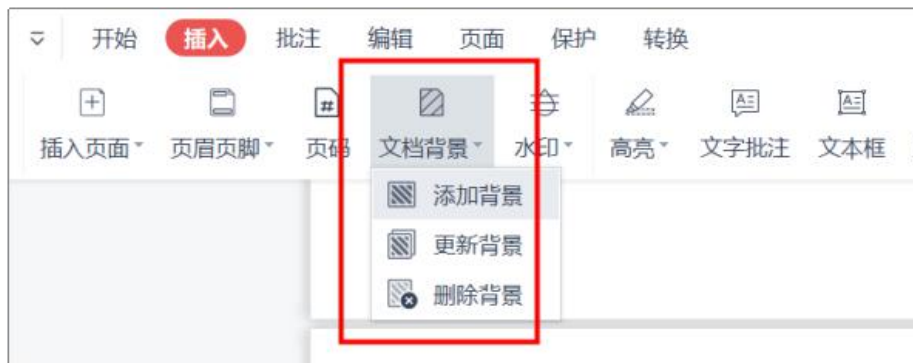 开始 插入 批注 编辑 页面 保护 转换
插入页面 页眉页脚 页码 文档背景 水印 高亮 文字批注 文本框
添加背景
更新背景
删除背景